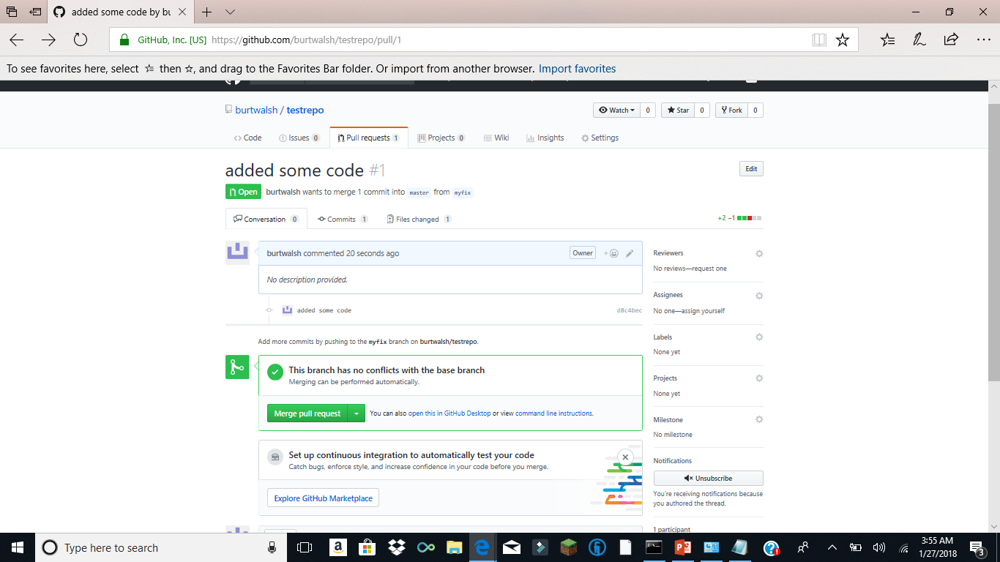 added some code by bu
GitHub, Inc. [US] https://github.com/burtwalsh/testrepo/pull/1
To see favorites here, select then , and drag to the Favorites Bar folder. Or import from another browser. Import favorites
burtwalsh / testrepo
Watch 0 Star 0 Fork 0
Code Issues 0 Pull requests 1 Projects 0 Wiki Insights Settings
added some code #1
Edit
Open burtwalsh wants to merge 1 commit into master from myfix
Conversation 0 Commits 1 Files changed 1 +2 −1
burtwalsh commented 20 seconds ago Owner
No description provided.
added some code d8c4bec
Add more commits by pushing to the myfix branch on burtwalsh/testrepo.
This branch has no conflicts with the base branch
Merging can be performed automatically.
Merge pull request You can also open this in GitHub Desktop or view command line instructions.
Set up continuous integration to automatically test your code
Catch bugs, enforce style, and increase confidence in your code before you merge.
Explore GitHub Marketplace
Reviewers
No reviews—request one
Assignees
No one—assign yourself
Labels
None yet
Projects
None yet
Milestone
No milestone
Notifications
Unsubscribe
You're receiving notifications because
you authored the thread.
1 participant
Type here to search
3:55 AM
1/27/2018
3